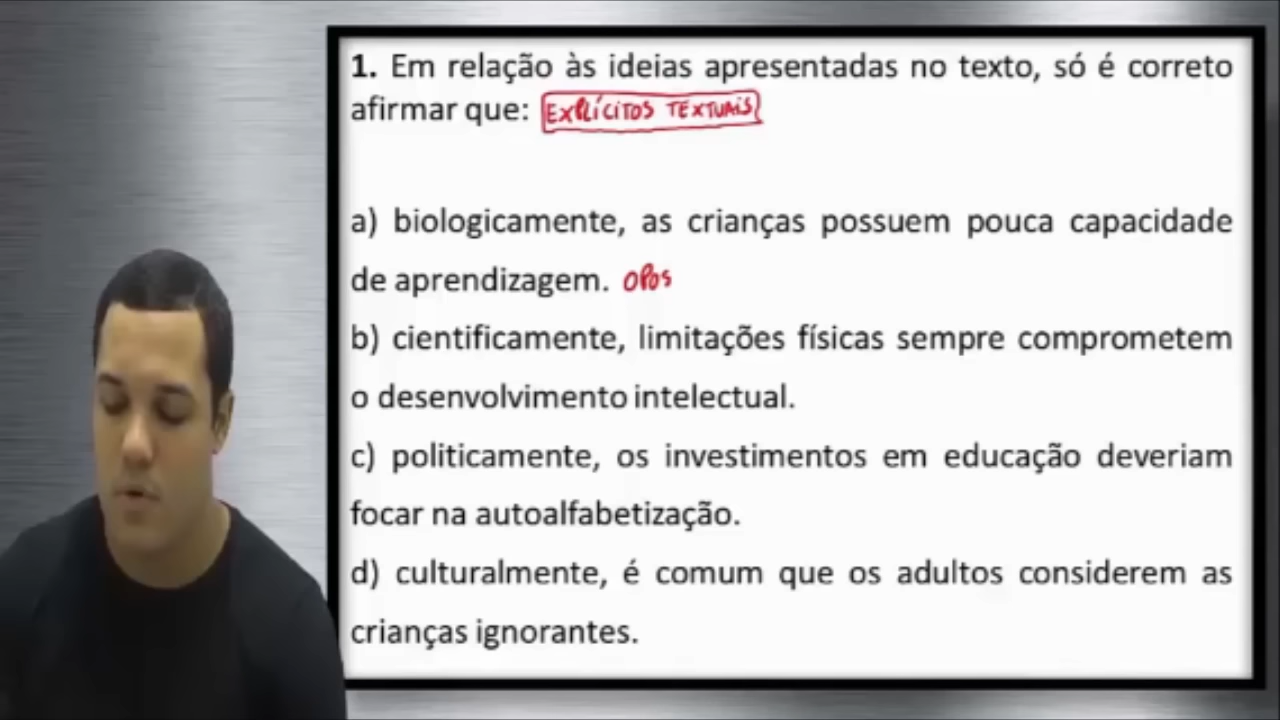 1. Em relação às ideias apresentadas no texto, só é correto
afirmar que: EXPLÍCITOS TEXTUAIS
a) biologicamente, as crianças possuem pouca capacidade
de aprendizagem. OPOS
b) cientificamente, limitações físicas sempre comprometem
o desenvolvimento intelectual.
c) politicamente, os investimentos em educação deveriam
focar na autoalfabetização.
d) culturalmente, é comum que os adultos considerem as
crianças ignorantes.